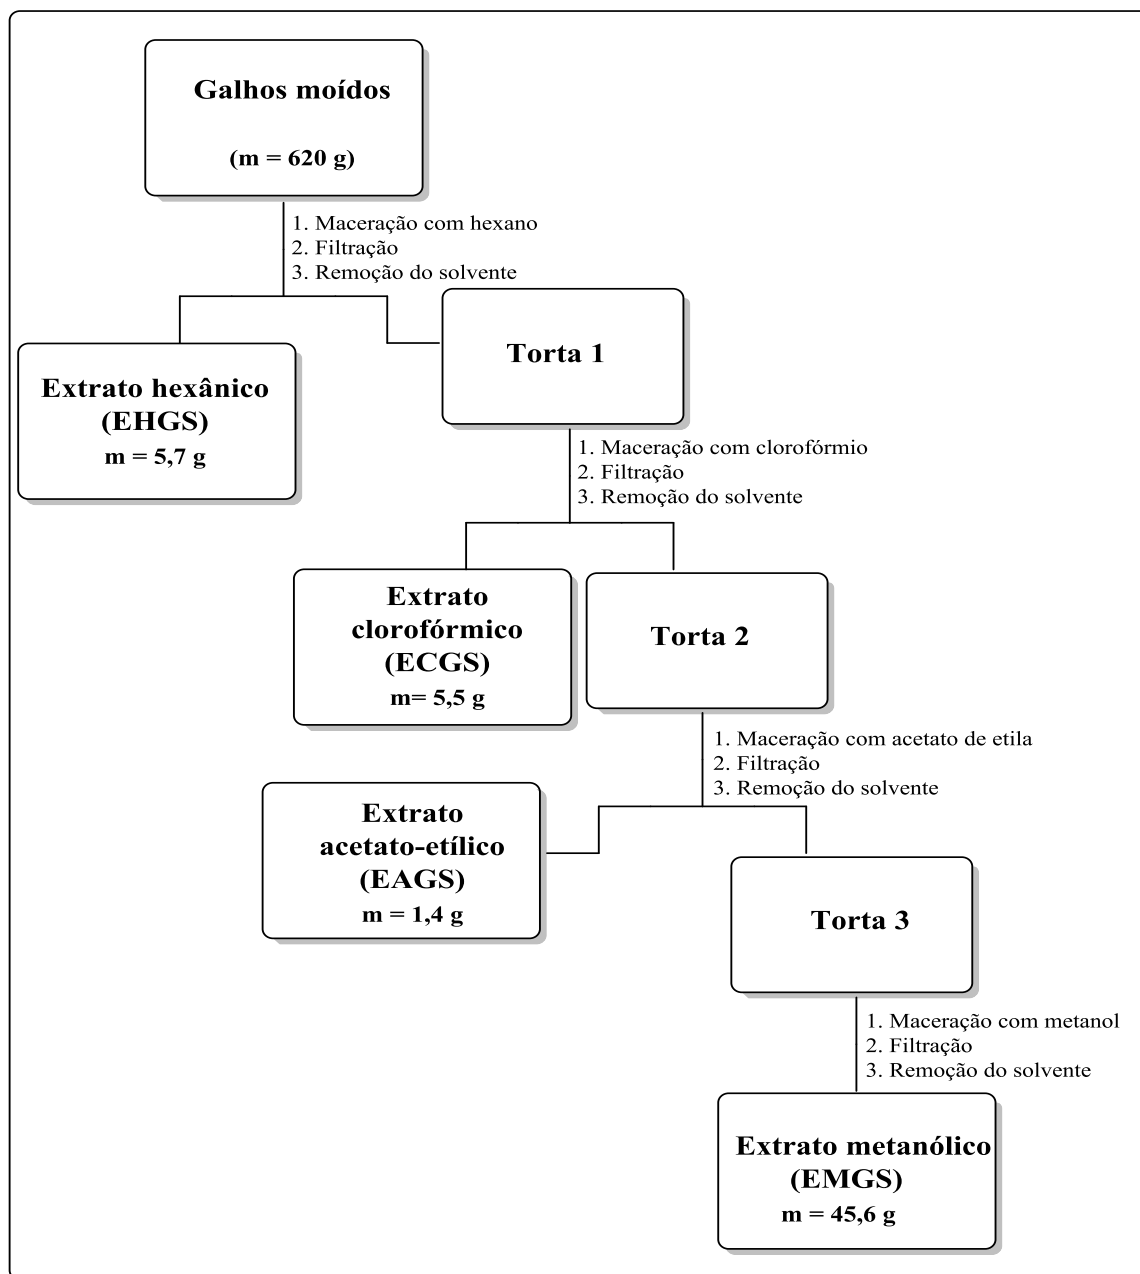 Galhos moídos
(m = 620 g)
1. Maceração com hexano
2. Filtração
3. Remoção do solvente
Extrato hexânico
(EHGS)
m = 5,7 g
Torta 1
1. Maceração com clorofórmio
2. Filtração
3. Remoção do solvente
Extrato
clorofórmico
(ECGS)
m= 5,5 g
Torta 2
1. Maceração com acetato de etila
2. Filtração
3. Remoção do solvente
Extrato
acetato-etílico
(EAGS)
m = 1,4 g
Torta 3
1. Maceração com metanol
2. Filtração
3. Remoção do solvente
Extrato metanólico
(EMGS)
m = 45,6 g